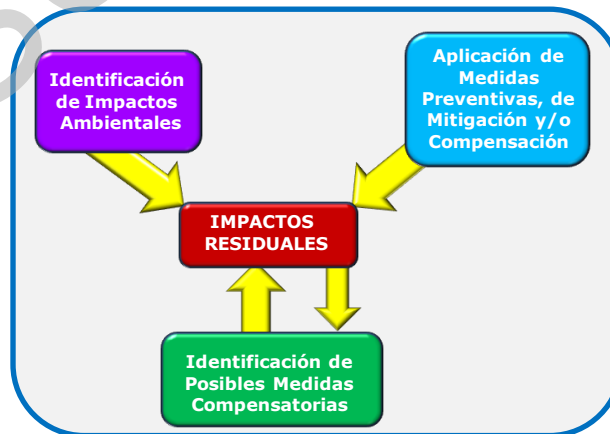 Identificación
de Impactos
Ambientales
Aplicación de
Medidas
Preventivas, de
Mitigación y/o
Compensación
IMPACTOS
RESIDUALES
Identificación de
Posibles Medidas
Compensatorias